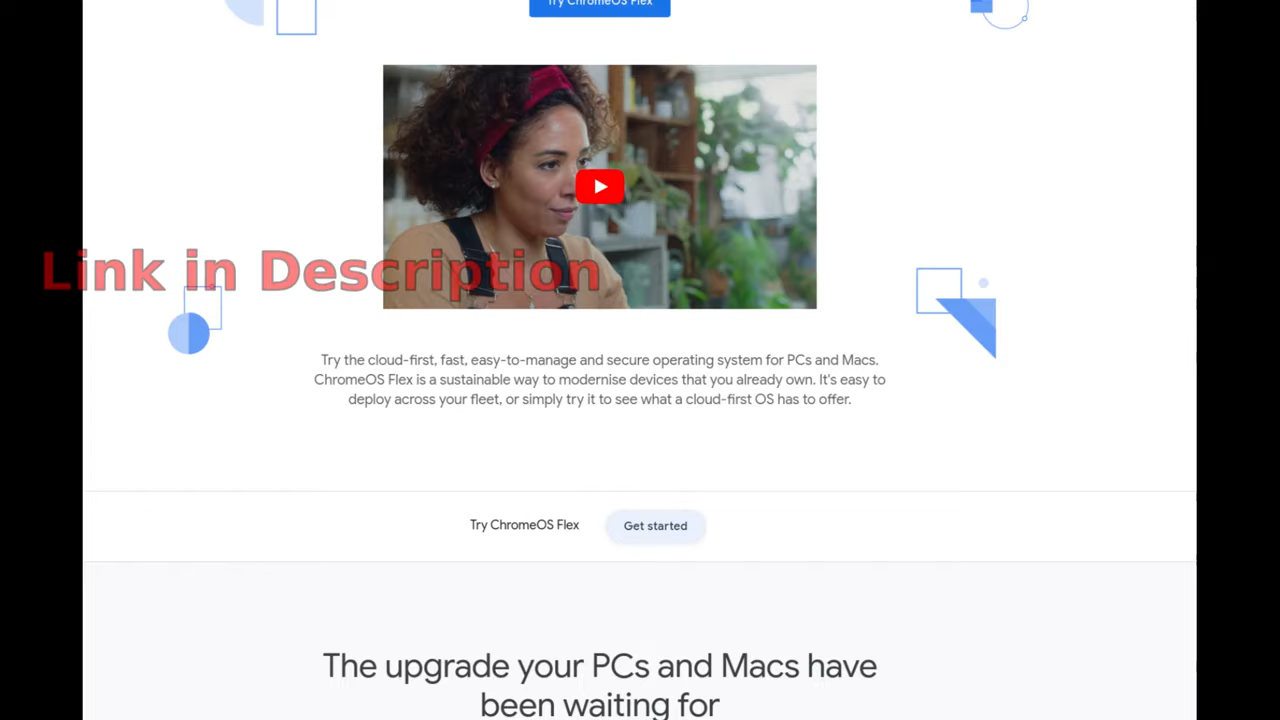 Try ChromeOS Flex
Link in Description
Try the cloud-first, fast, easy-to-manage and secure operating system for PCs and Macs.
ChromeOS Flex is a sustainable way to modernise devices that you already own. It's easy to
deploy across your fleet, or simply try it to see what a cloud-first OS has to offer.
Try ChromeOS Flex
Get started
The upgrade your PCs and Macs have
been waiting for